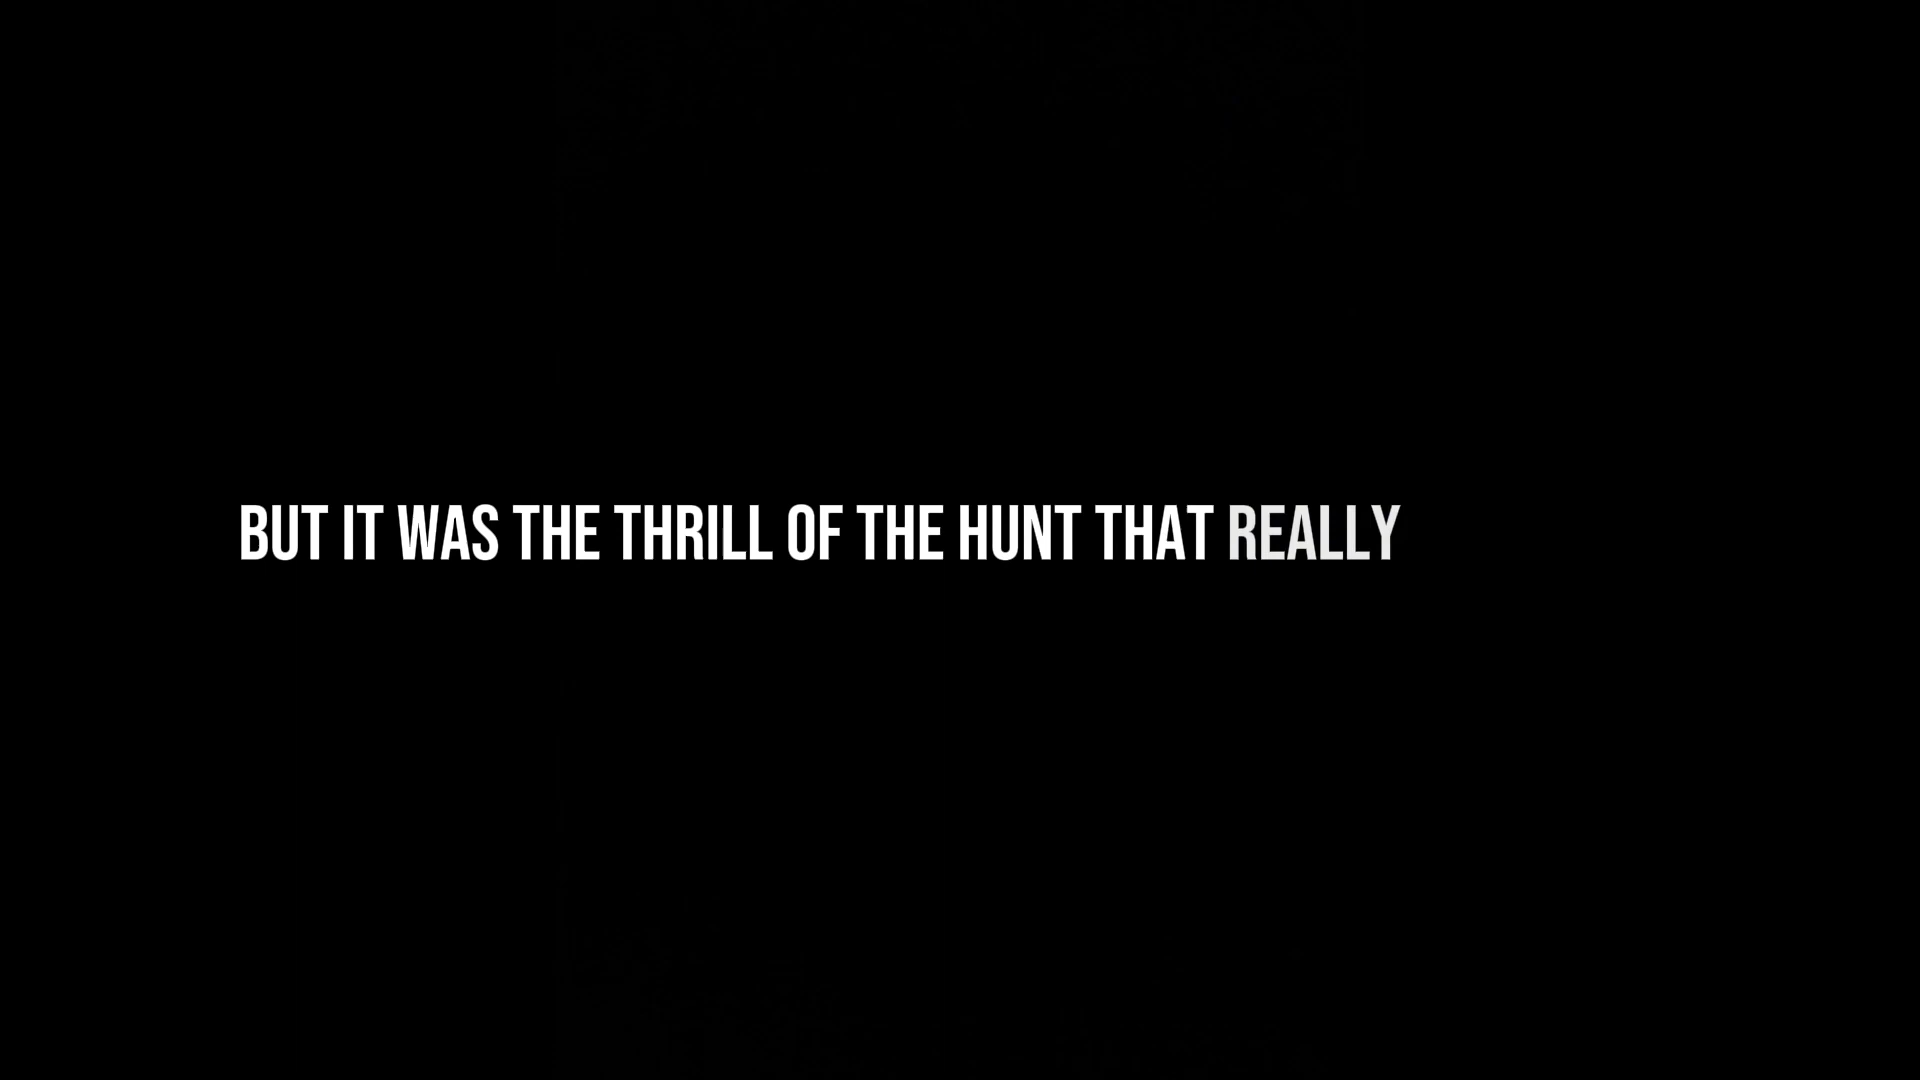 BUT IT WAS THE THRILL OF THE HUNT THAT REALLY